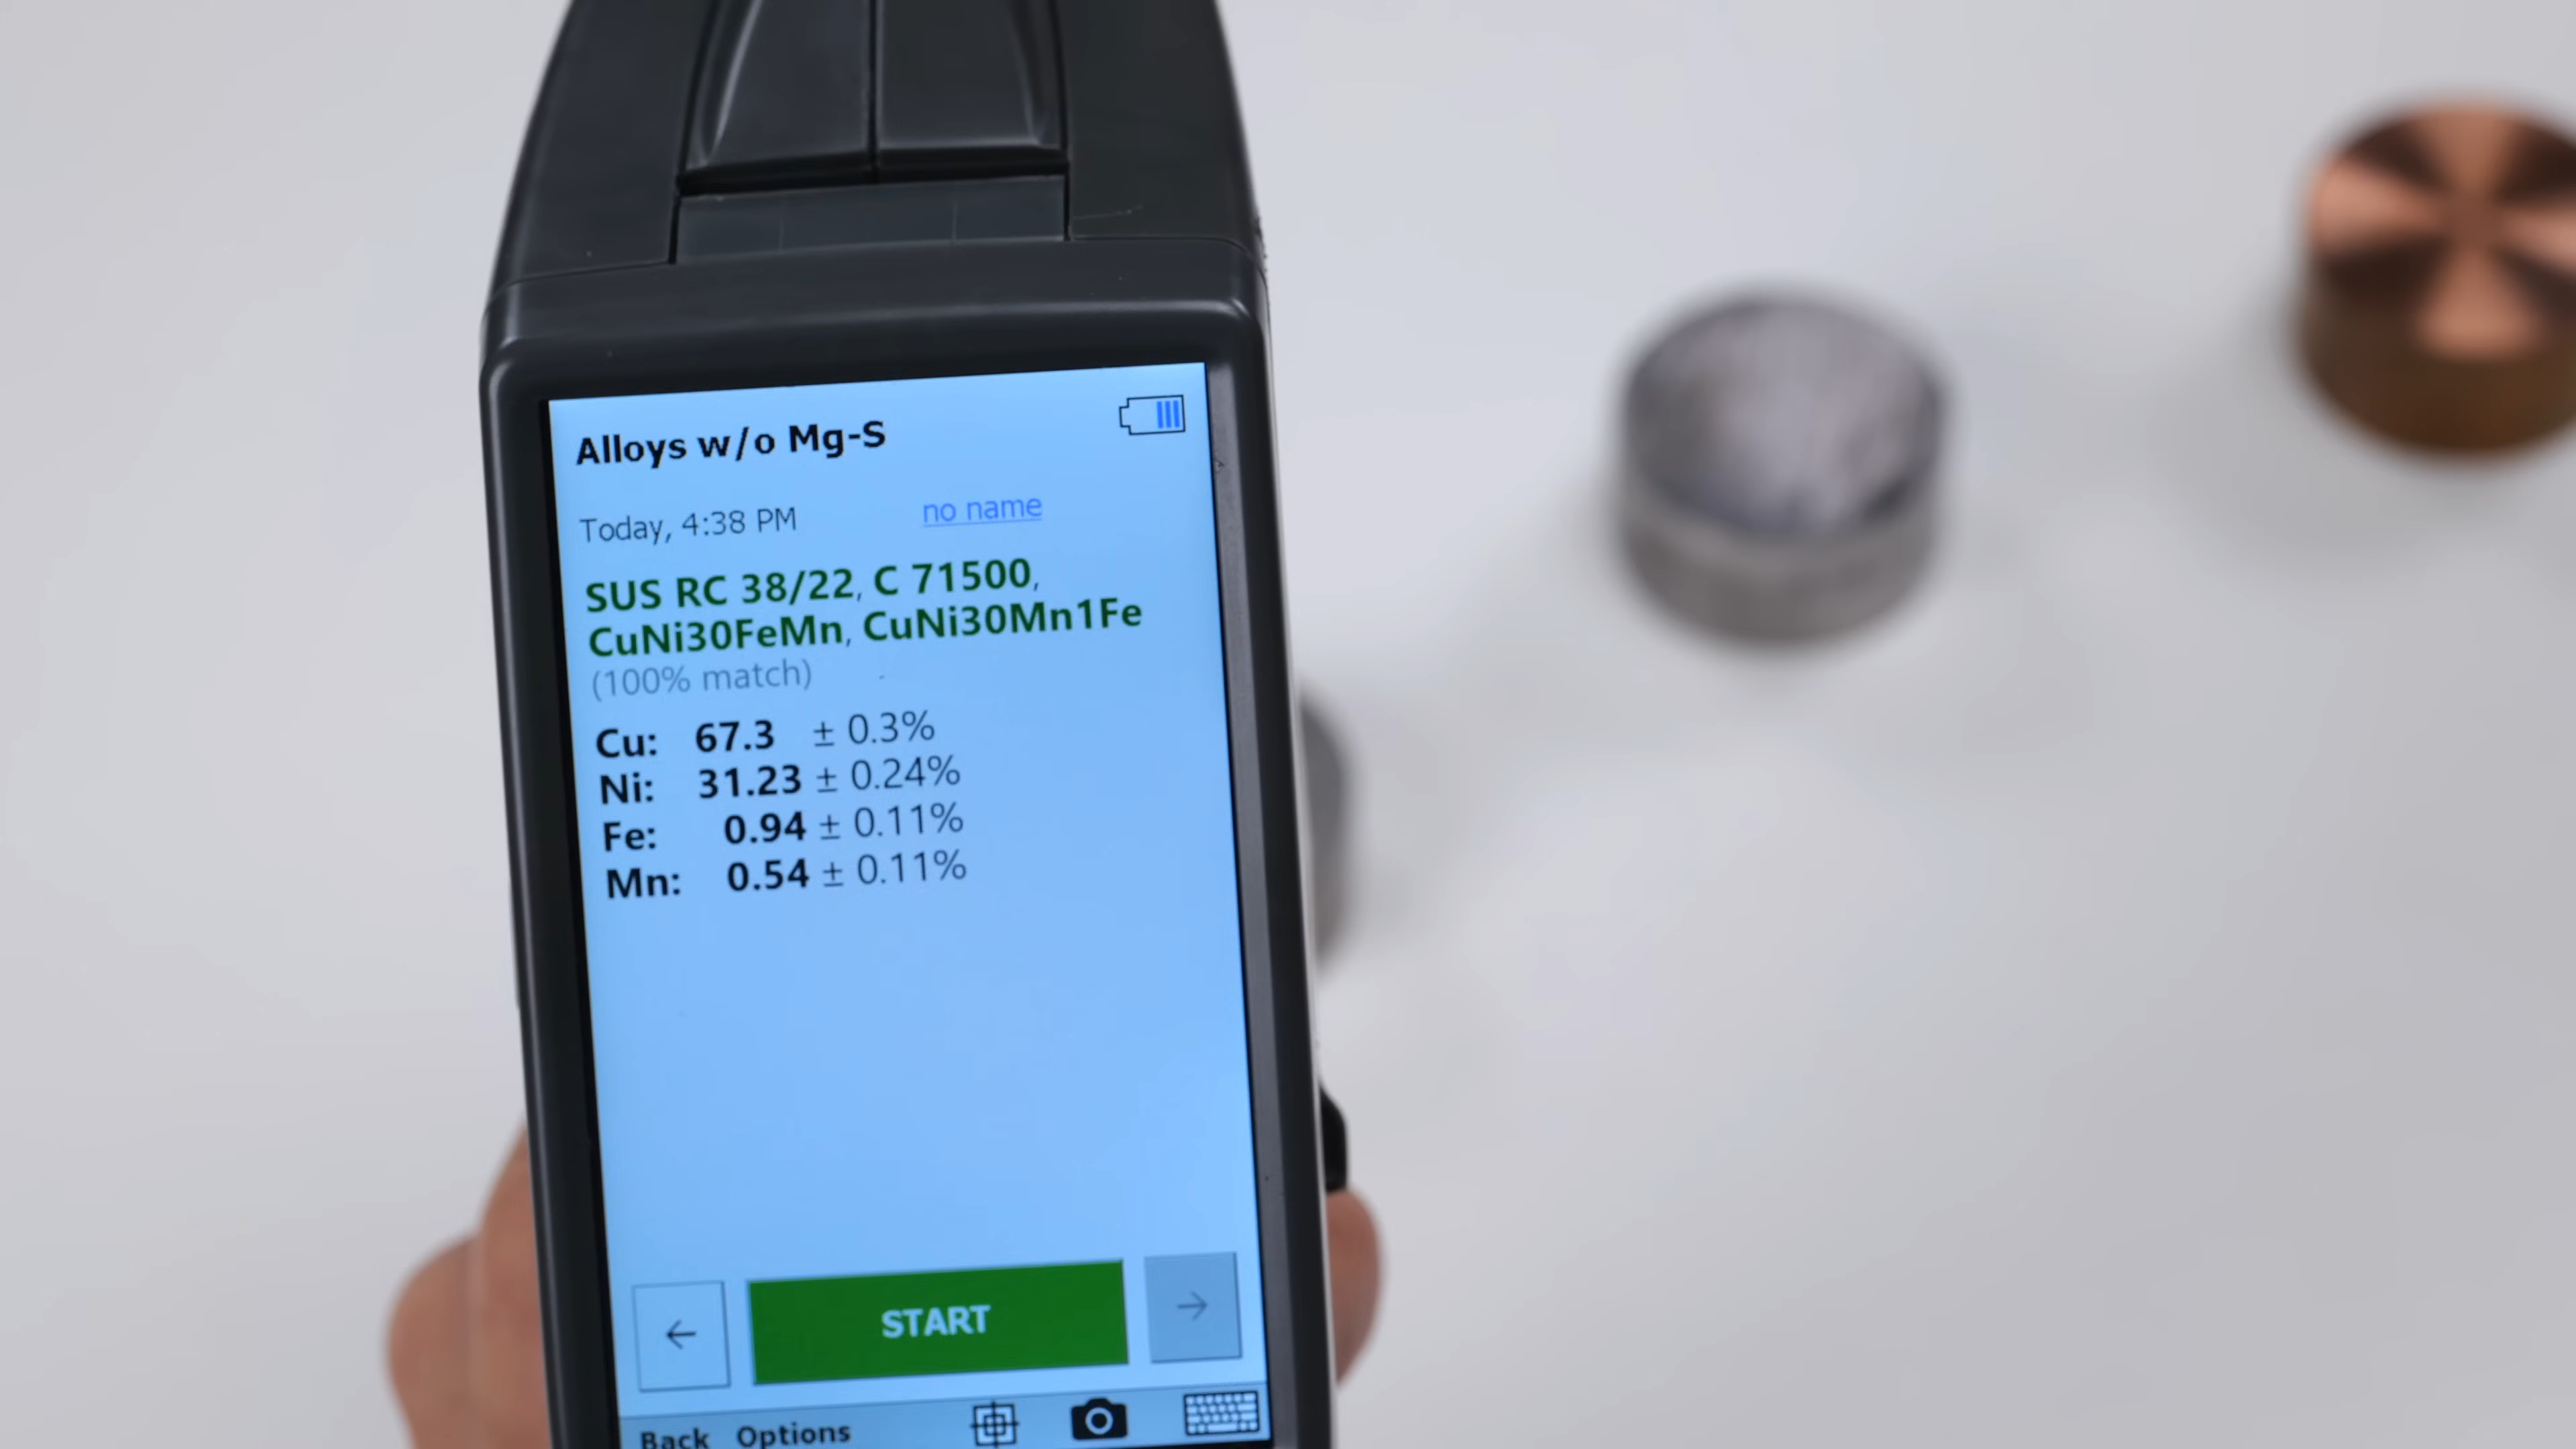 Alloys w/o Mg-S
Today, 4:38 PM no name
SUS RC 38/22, C 71500,
CuNi30FeMn, CuNi30Mn1Fe
(100% match)
Cu: 67.3 ± 0.3%
Ni: 31.23 ± 0.24%
Fe: 0.94 ± 0.11%
Mn: 0.54 ± 0.11%
← START →
Back Options